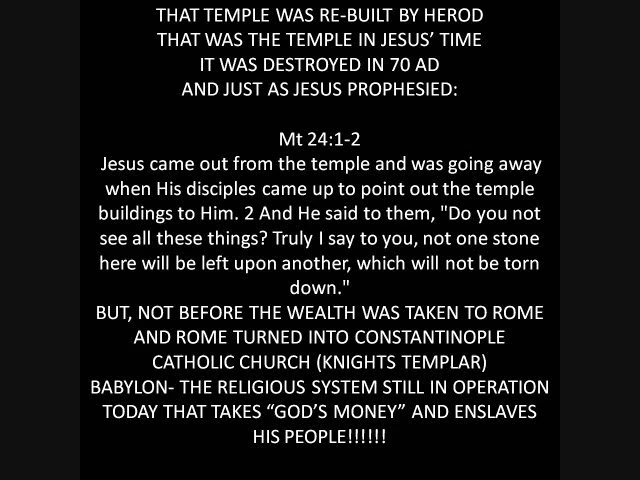 THAT TEMPLE WAS RE-BUILT BY HEROD
THAT WAS THE TEMPLE IN JESUS' TIME
IT WAS DESTROYED IN 70 AD
AND JUST AS JESUS PROPHESIED:
Mt 24:1-2
Jesus came out from the temple and was going away
when His disciples came up to point out the temple
buildings to Him. 2 And He said to them, "Do you not
see all these things? Truly I say to you, not one stone
here will be left upon another, which will not be torn
down."
BUT, NOT BEFORE THE WEALTH WAS TAKEN TO ROME
AND ROME TURNED INTO CONSTANTINOPLE
CATHOLIC CHURCH (KNIGHTS TEMPLAR)
BABYLON- THE RELIGIOUS SYSTEM STILL IN OPERATION
TODAY THAT TAKES “GOD’S MONEY” AND ENSLAVES
HIS PEOPLE!!!!!!